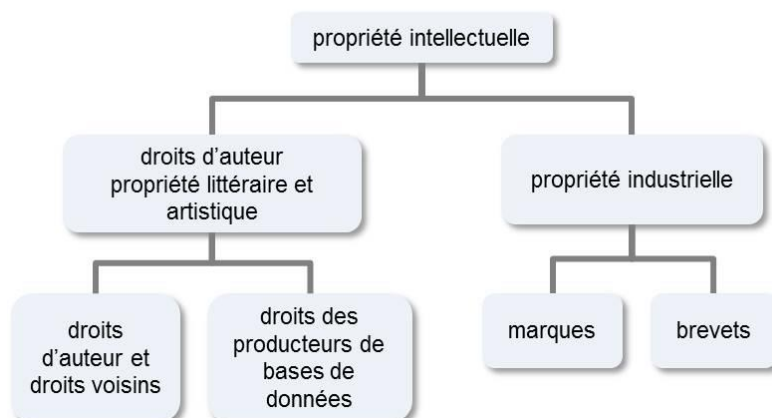 propriété intellectuelle
droits d’auteur
propriété littéraire et
artistique
propriété industrielle
droits
d’auteur et
droits voisins
droits des
producteurs de
bases de
données
marques
brevets